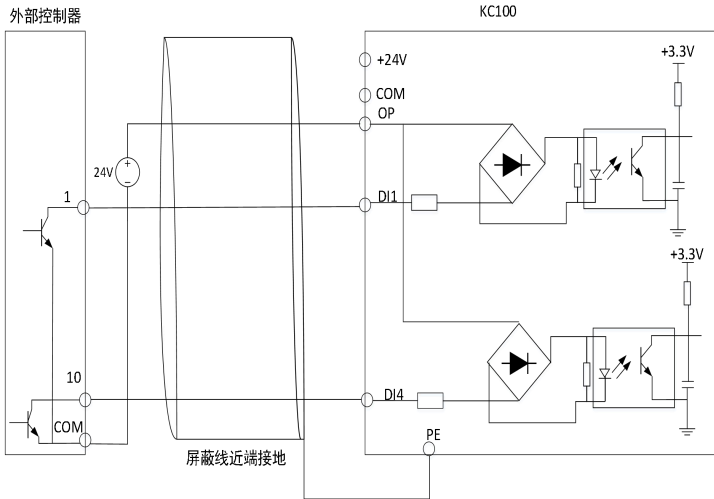 外部控制器
KC100
+24V
+3.3V
COM
OP
24V
+
−
1
DI1
+3.3V
10
DI4
COM
PE
屏蔽线近端接地